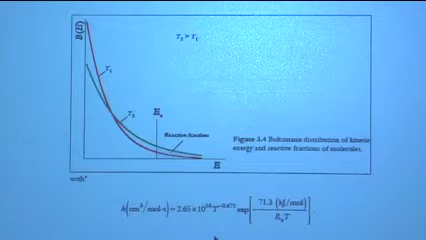 B(E)
T₂ > T₁
T₁
T₂
Eₐ
Reactive fraction
E
Figure 3.4 Boltzmann distribution of kinetic
energy and reactive fractions of molecules.
with
k(cm³/mol·s) = 2.65×10¹⁶ T^−0.671 exp[− 71.3 (kJ/mol) / RᵤT]